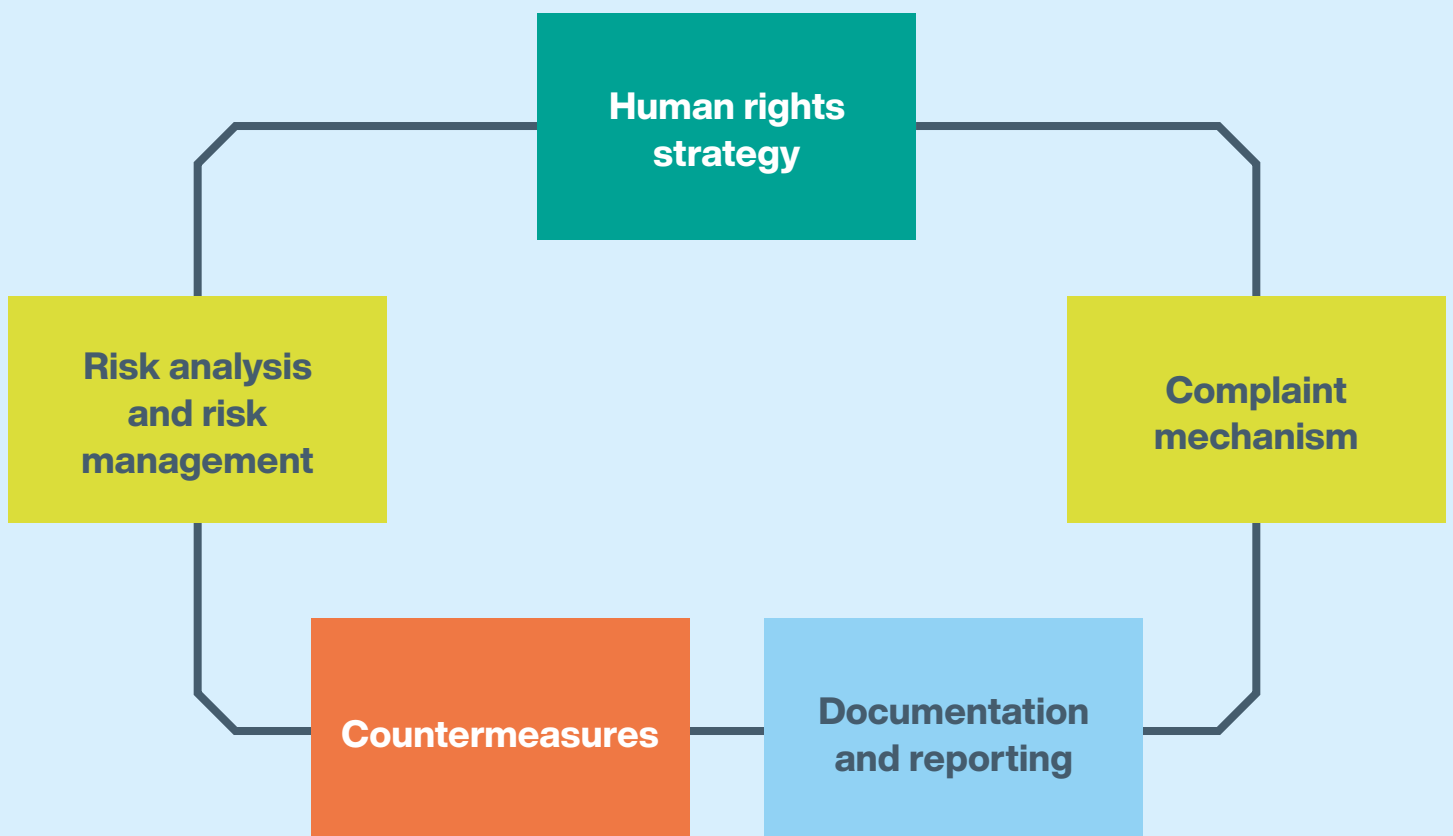 Human rights
strategy
Risk analysis
and risk
management
Complaint
mechanism
Countermeasures
Documentation
and reporting